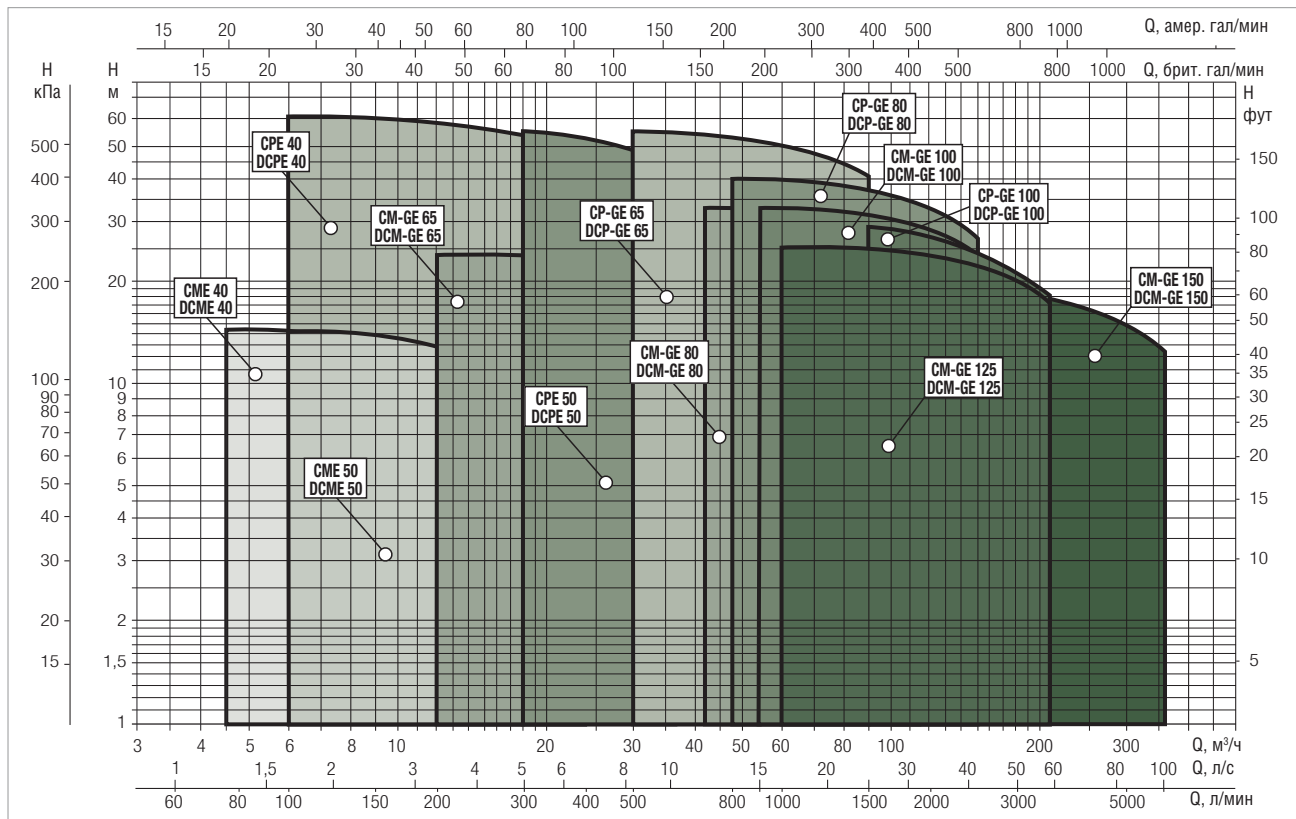 15 20 30 40 50 60 80 100 150 200 300 400 500 800 1000 Q, амер. гал/мин
15 20 30 40 50 60 80 100 150 200 300 400 500 800 1000 Q, брит. гал/мин
H
кПа
500
400
300
200
100
90
80
70
60
50
40
30
20
15
H
м
60
50
40
30
20
10
9
8
7
6
5
4
3
2
1,5
1
H
фут
150
100
80
60
50
40
35
30
25
20
15
10
5
CPE 40
DCPE 40
CM-GE 65
DCM-GE 65
CME 40
DCME 40
CME 50
DCME 50
CPE 50
DCPE 50
CP-GE 65
DCP-GE 65
CM-GE 80
DCM-GE 80
CP-GE 80
DCP-GE 80
CM-GE 100
DCM-GE 100
CP-GE 100
DCP-GE 100
CM-GE 125
DCM-GE 125
CM-GE 150
DCM-GE 150
3 4 5 6 8 10 20 30 40 50 60 80 100 200 300 Q, м³/ч
1 1,5 2 3 4 5 6 8 10 15 20 30 40 50 60 80 100 Q, л/с
60 80 100 150 200 300 400 500 800 1000 1500 2000 3000 5000 Q, л/мин